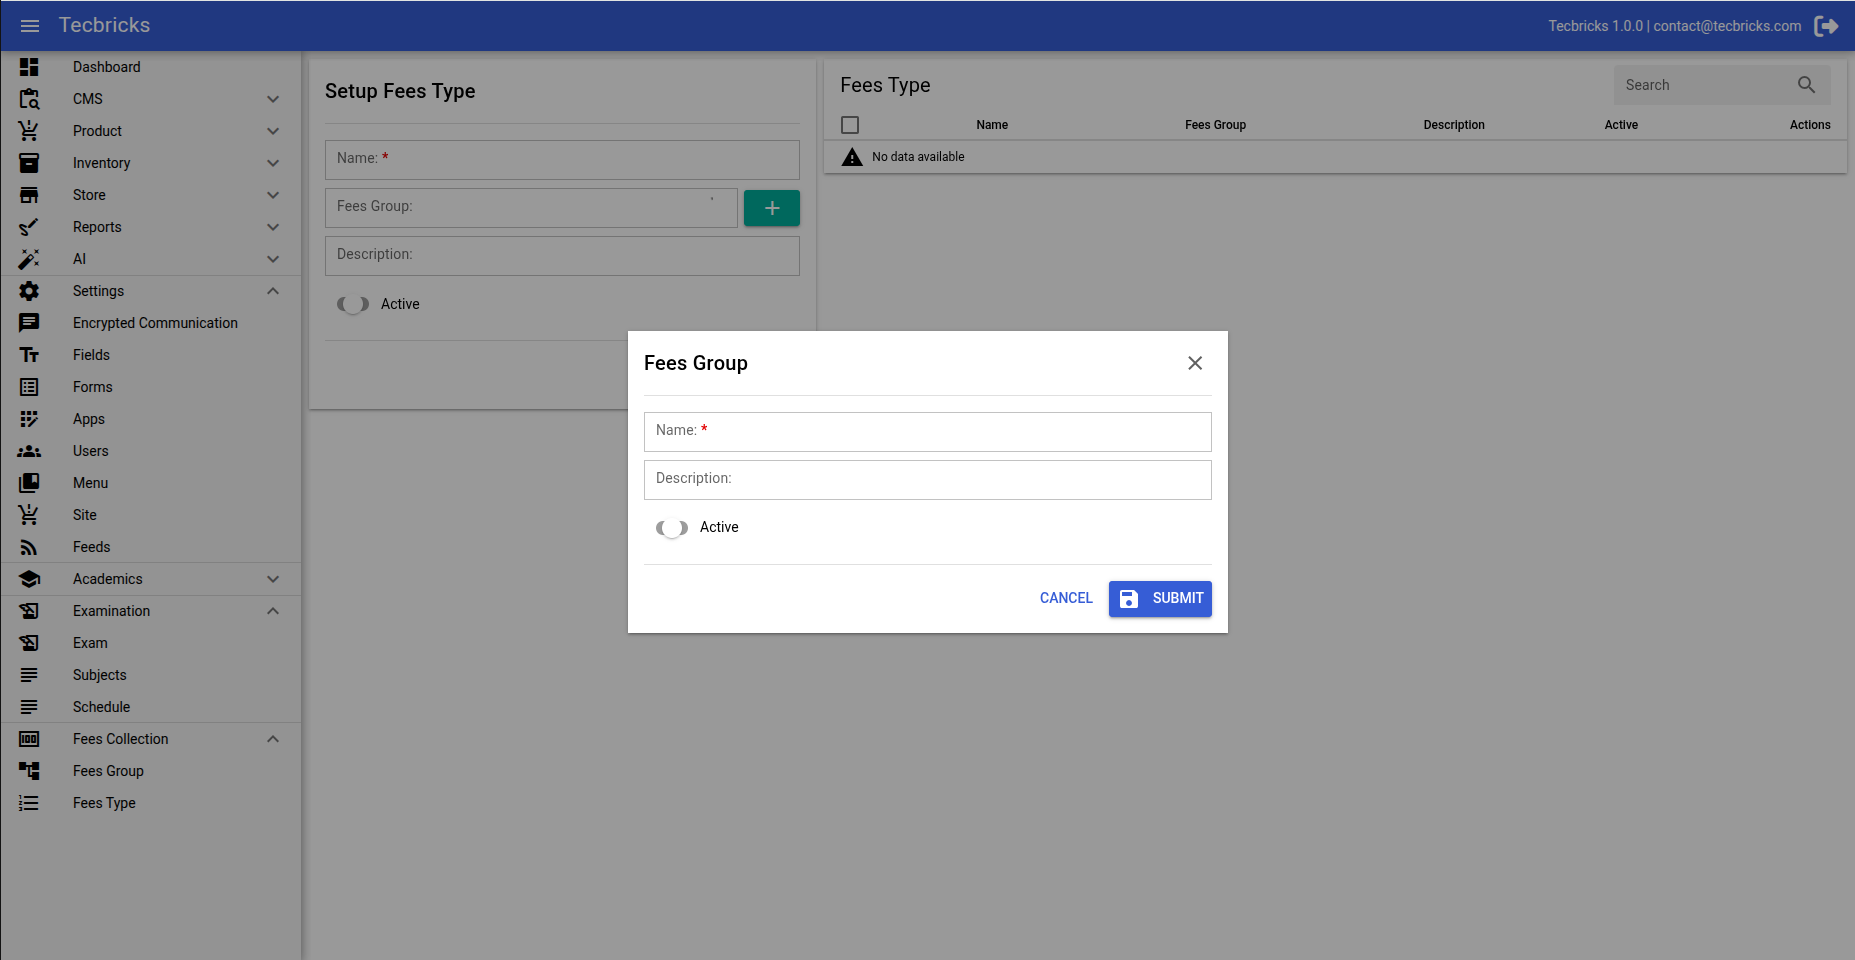 Tecbricks
Tecbricks 1.0.0 | contact@tecbricks.com
Dashboard
CMS
Product
Inventory
Store
Reports
AI
Settings
Encrypted Communication
Fields
Forms
Apps
Users
Menu
Site
Feeds
Academics
Examination
Exam
Subjects
Schedule
Fees Collection
Fees Group
Fees Type
Setup Fees Type
Name: *
Fees Group:
Description:
Active
Fees Type
Search
Name Fees Group Description Active Actions
No data available
Fees Group
Name: *
Description:
Active
CANCEL
SUBMIT